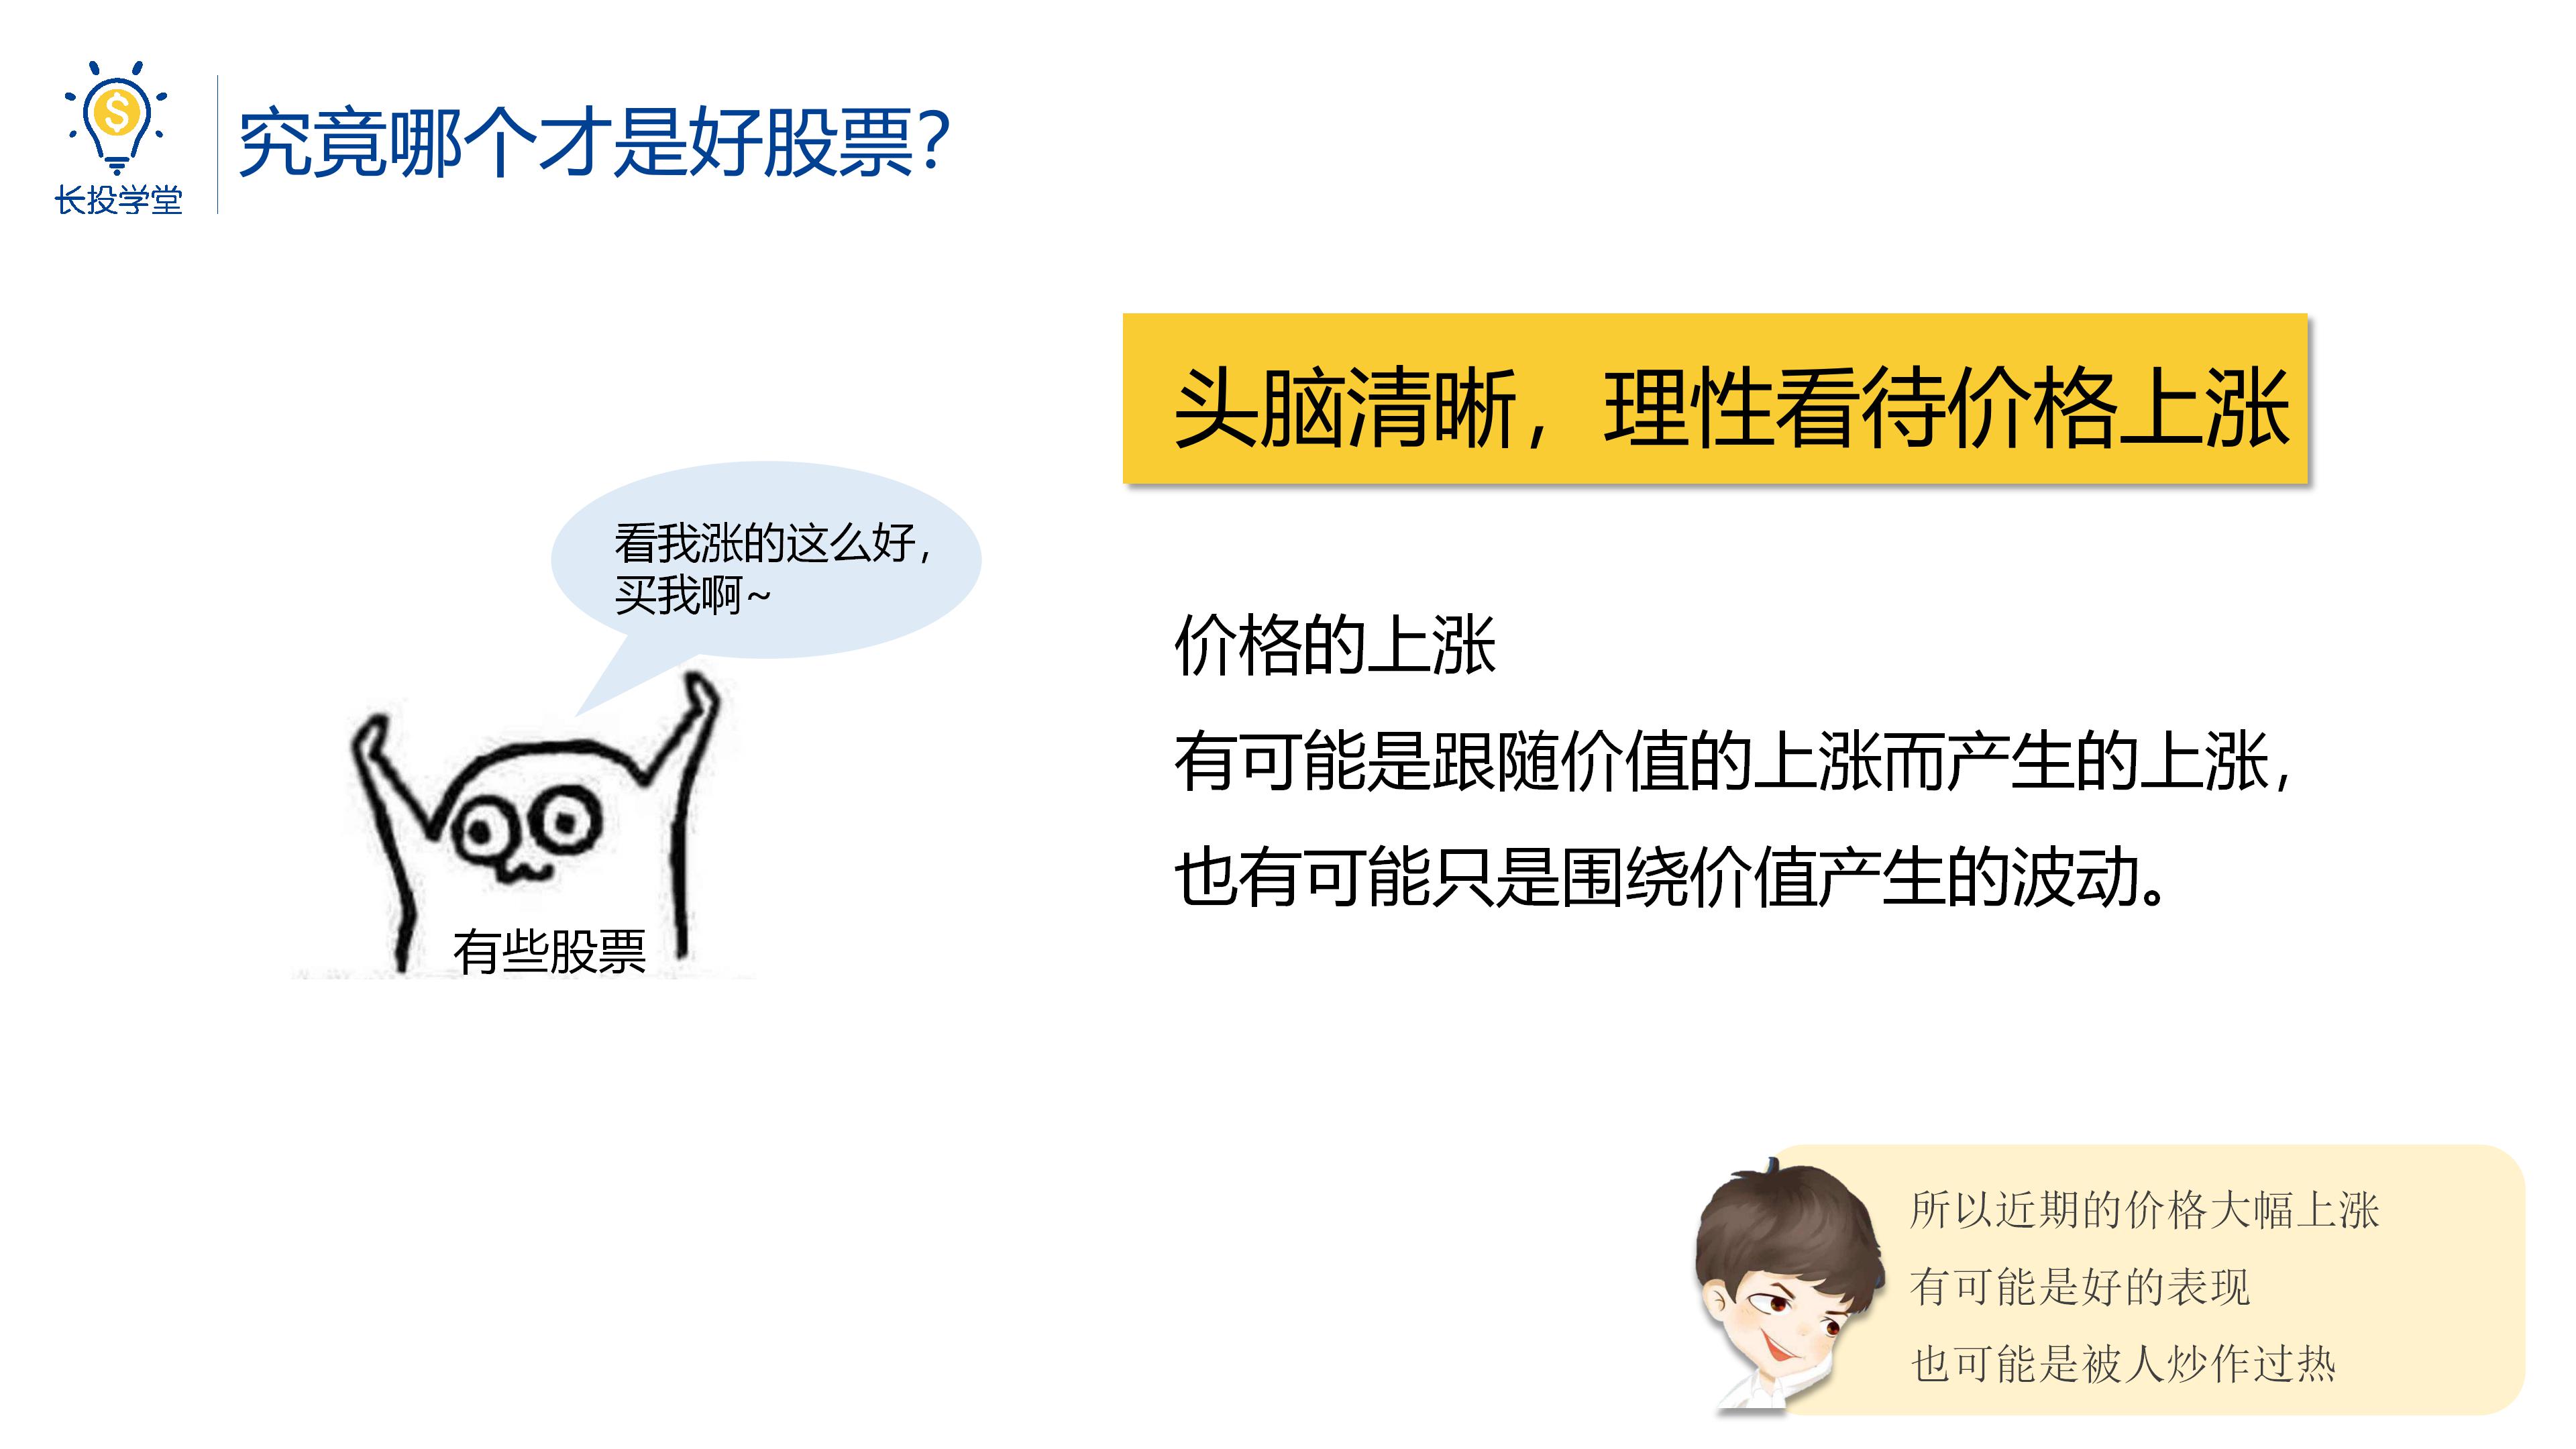 长投学堂
究竟哪个才是好股票?
头脑清晰，理性看待价格上涨
看我涨的这么好，
买我啊~
有些股票
价格的上涨
有可能是跟随价值的上涨而产生的上涨，
也有可能只是围绕价值产生的波动。
所以近期的价格大幅上涨
有可能是好的表现
也可能是被人炒作过热